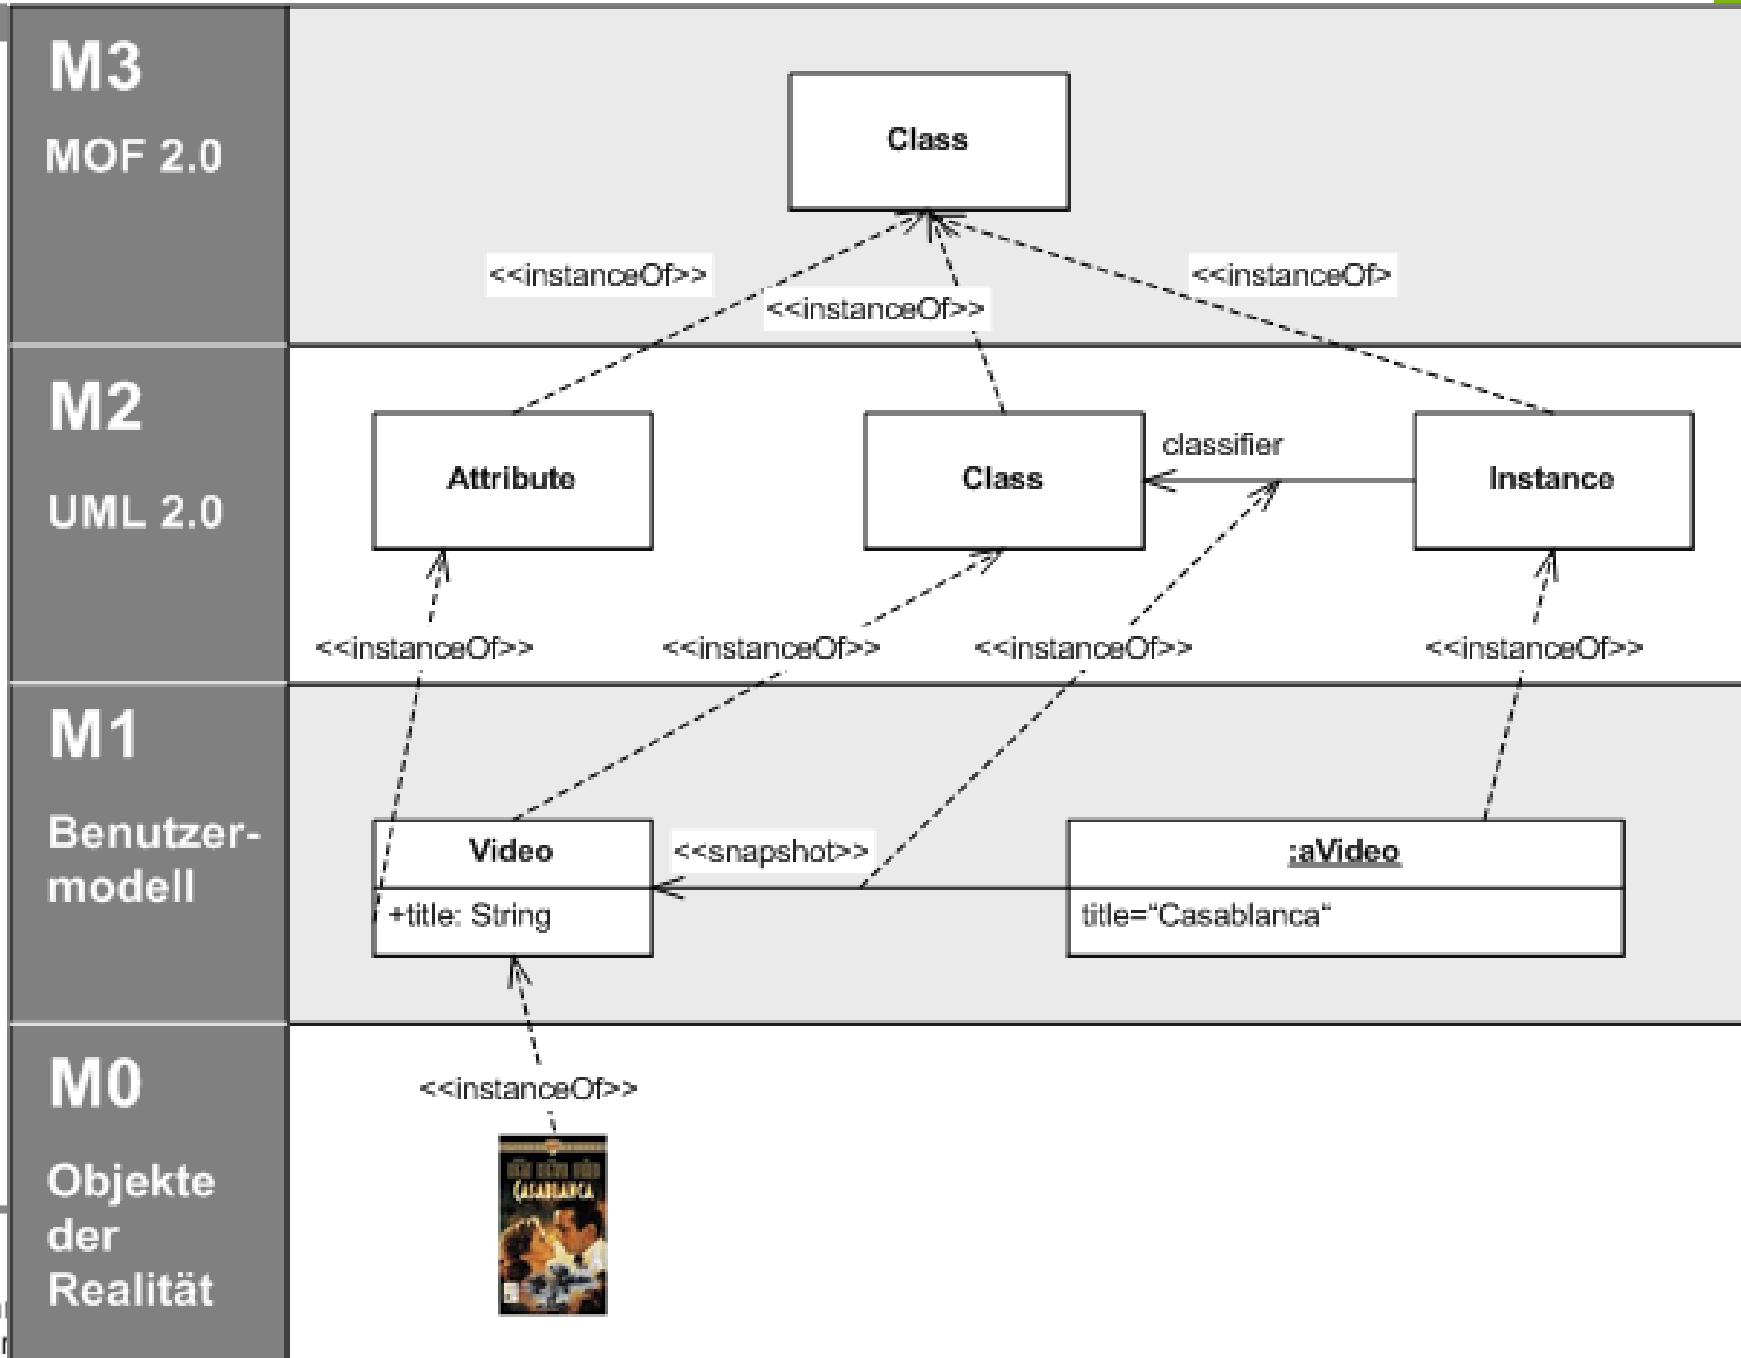 M3
MOF 2.0
Class
<<instanceOf>>
<<instanceOf>
<<instanceOf>>
M2
UML 2.0
Attribute
Class
classifier
Instance
<<instanceOf>>
<<instanceOf>>
<<instanceOf>>
<<instanceOf>>
M1
Benutzer-
modell
Video
<<snapshot>>
:aVideo
+title: String
title="Casablanca"
M0
<<instanceOf>>
Objekte
der
Realität
CASABLANCA